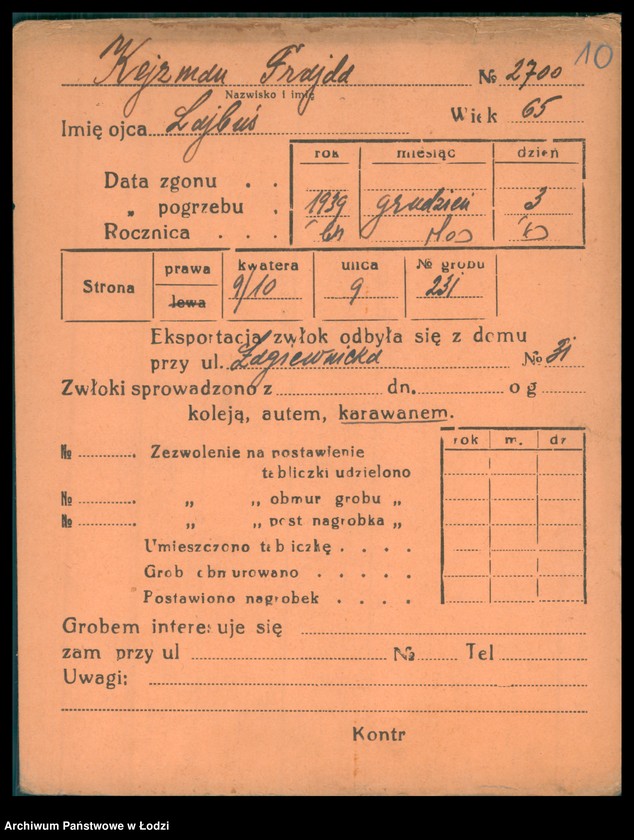 10
Kejzman Frajda № 2700
Nazwisko i imię
Imię ojca Lajbuś Wiek 65
rok miesiąc dzień
Data zgonu . .
„ pogrzebu . 1939 grudzień 3
Rocznica . . .
Strona prawa lewa kwatera 9/10 ulica 9 № grobu 231
Eksportacja zwłok odbyła się z domu
przy ul. Zagiewnicka № 31
Zwłoki sprowadzono z dn. o g
koleją, autem, karawanem.
rok m. dz
№ . Zezwolenie na postawienie
tabliczki udzielono
№ . „ „ obmur grobu „
№ . „ „ post nagrobka „
Umieszczono tabliczkę . . . .
Grob obmurowano . . . . .
Postawiono nagrobek . . . .
Grobem interesuje się
zam przy ul № Tel
Uwagi:
Kontr
Archiwum Państwowe w Łodzi